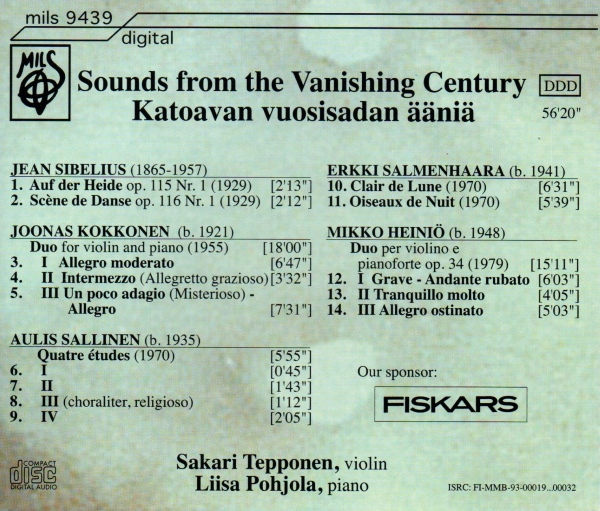 mils 9439
digital
MILS
Sounds from the Vanishing Century
Katoavan vuosisadan ääniä
DDD
56'20"
JEAN SIBELIUS (1865-1957)
1. Auf der Heide op. 115 Nr. 1 (1929) [2'13"]
2. Scène de Danse op. 116 Nr. 1 (1929) [2'12"]
JOONAS KOKKONEN (b. 1921)
Duo for violin and piano (1955) [18'00"]
3. I Allegro moderato [6'47"]
4. II Intermezzo (Allegretto grazioso) [3'32"]
5. III Un poco adagio (Misterioso) -
Allegro [7'31"]
AULIS SALLINEN (b. 1935)
Quatre études (1970) [5'55"]
6. I [0'45"]
7. II [1'43"]
8. III (choraliter, religioso) [1'12"]
9. IV [2'05"]
ERKKI SALMENHAARA (b. 1941)
10. Clair de Lune (1970) [6'31"]
11. Oiseaux de Nuit (1970) [5'39"]
MIKKO HEINIÖ (b. 1948)
Duo per violino e
pianoforte op. 34 (1979) [15'11"]
12. I Grave - Andante rubato [6'03"]
13. II Tranquillo molto [4'05"]
14. III Allegro ostinato [5'03"]
Our sponsor:
FISKARS
Sakari Tepponen, violin
Liisa Pohjola, piano
COMPACT
disc
DIGITAL AUDIO
ISRC: FI-MMB-93-00019...00032